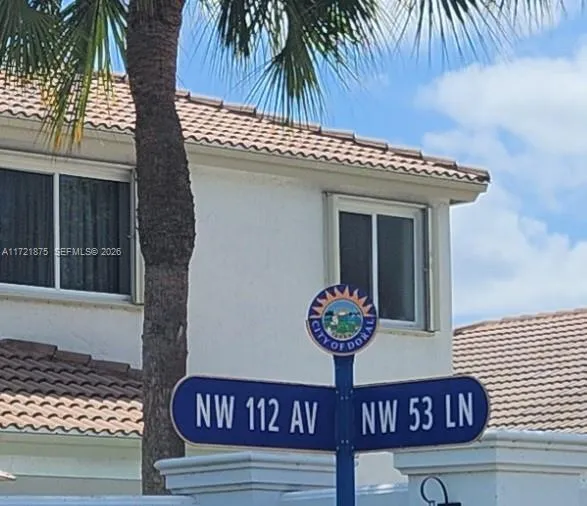 A11721875 SEFMLS© 2026
CITY OF DORAL
NW 112 AV
NW 53 LN